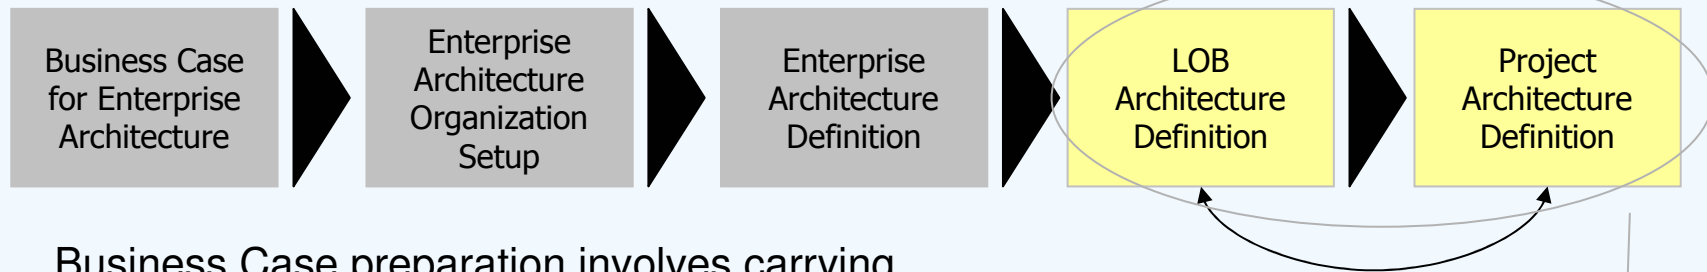 Business Case
for Enterprise
Architecture
Enterprise
Architecture
Organization
Setup
Enterprise
Architecture
Definition
LOB
Architecture
Definition
Project
Architecture
Definition
Business Case preparation involves carrying